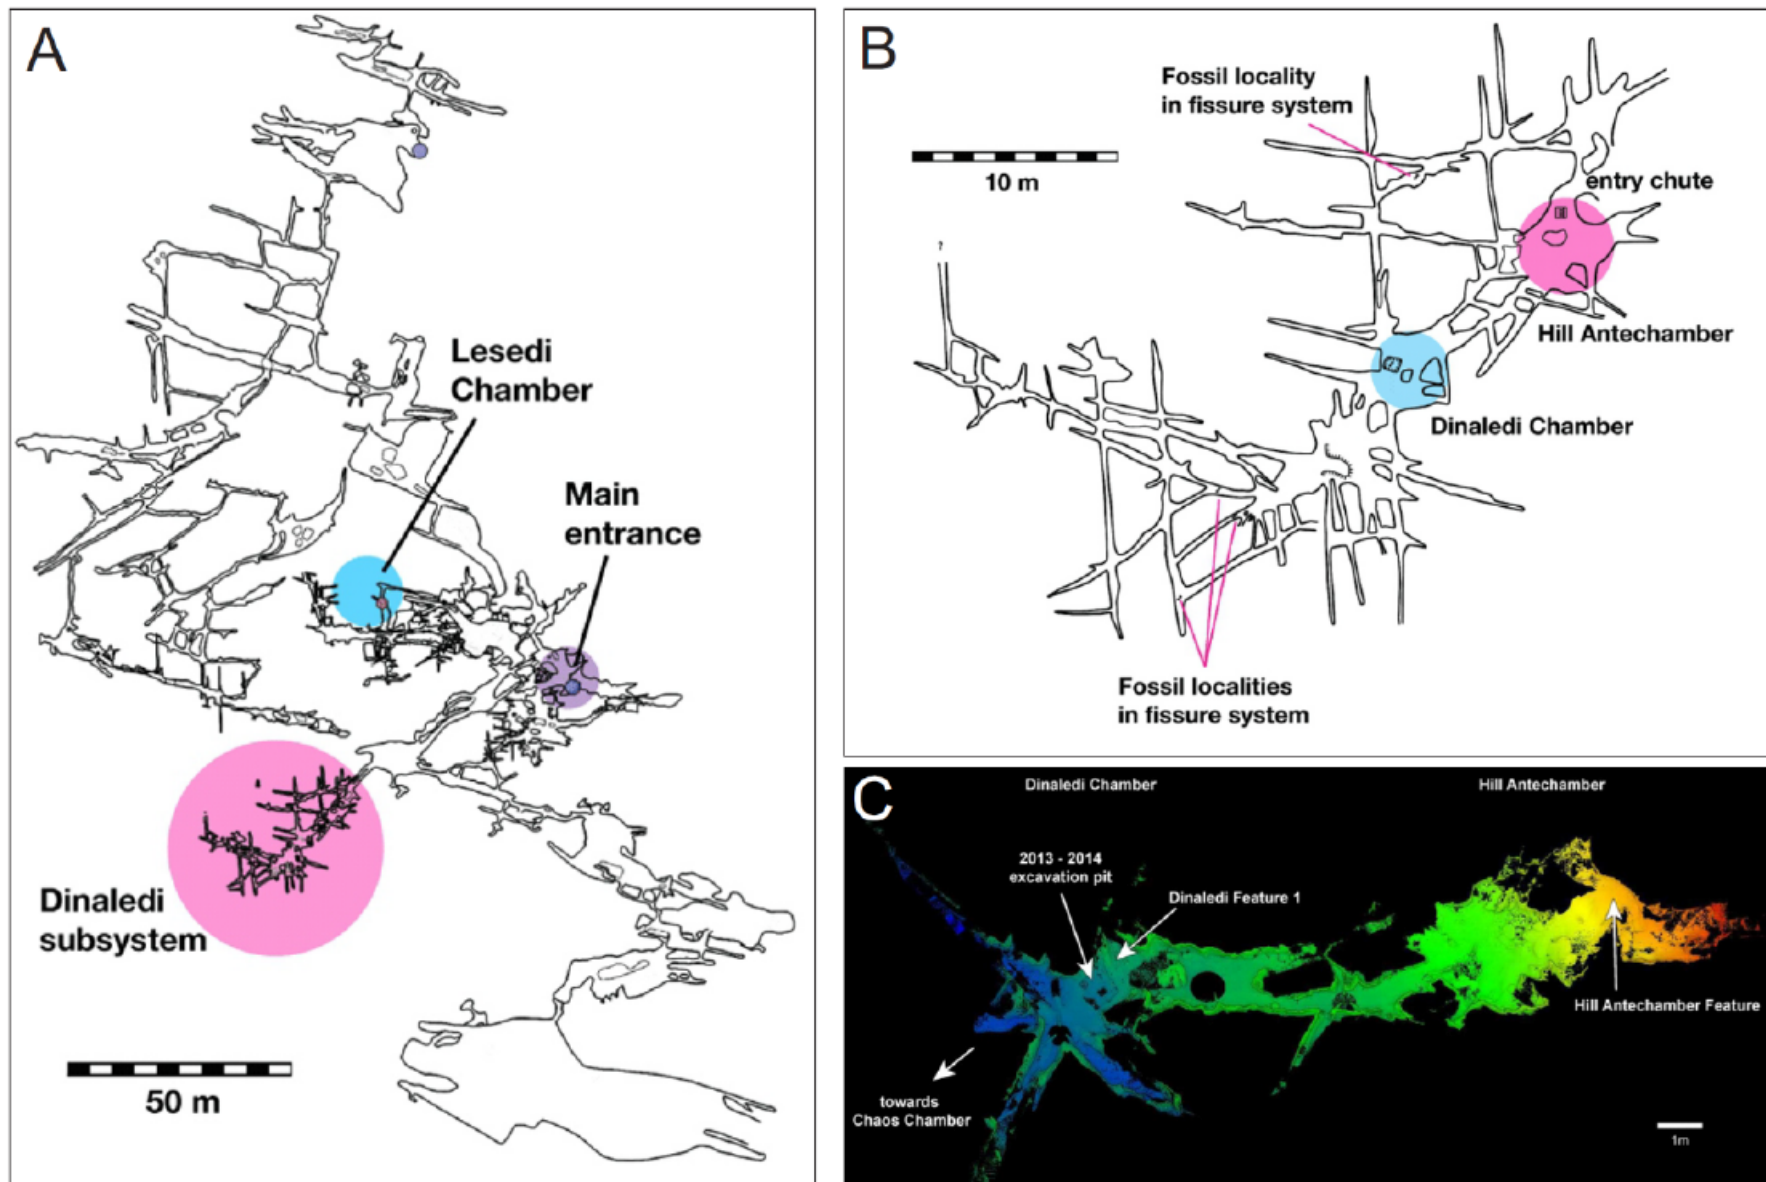 A
Lesedi
Chamber
Main
entrance
Dinaledi
subsystem
50 m
B
Fossil locality
in fissure system
10 m
entry chute
?
Hill Antechamber
Dinaledi Chamber
Fossil localities
in fissure system
C
Dinaledi Chamber
Hill Antechamber
2013 - 2014
excavation pit
Dinaledi Feature 1
Hill Antechamber Feature
towards
Chaos Chamber
1m